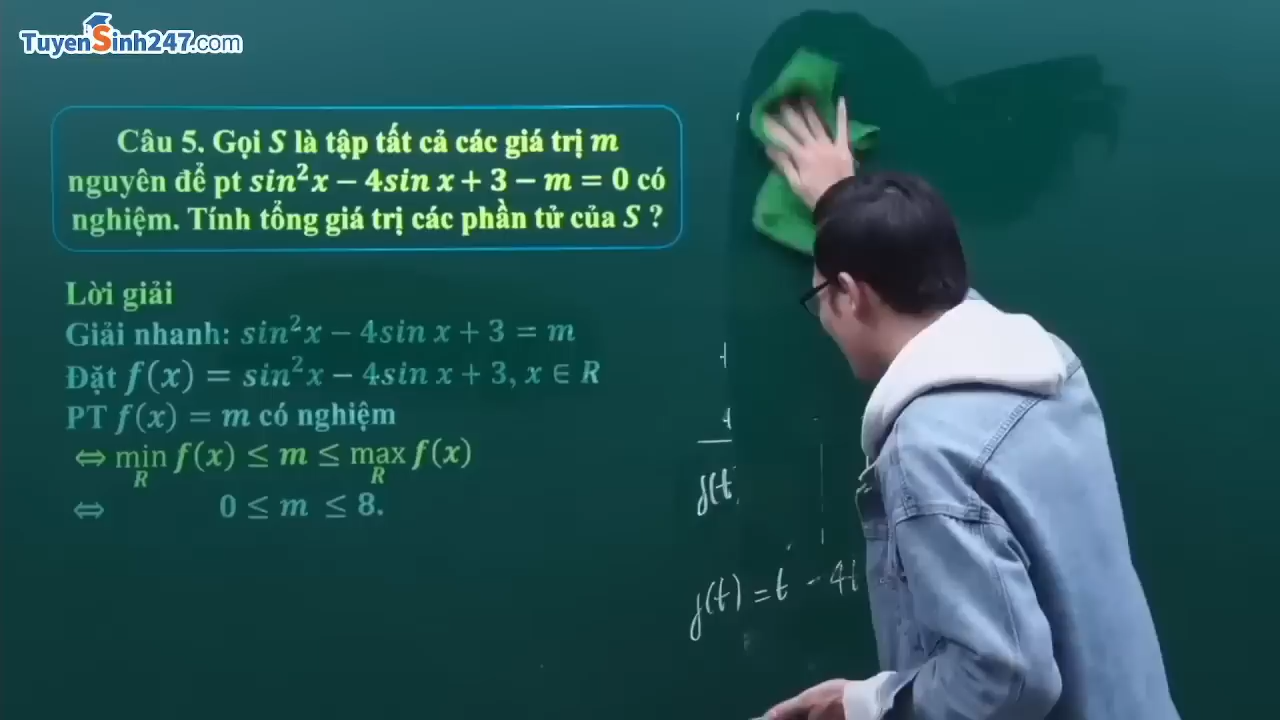 TuyenSinh247.com
Câu 5. Gọi S là tập tất cả các giá trị m
nguyên để pt sin²x − 4sin x + 3 − m = 0 có
nghiệm. Tính tổng giá trị các phần tử của S ?
Lời giải
Giải nhanh: sin²x − 4sin x + 3 = m
Đặt f(x) = sin²x − 4sin x + 3, x ∈ R
PT f(x) = m có nghiệm
⇔ min f(x) ≤ m ≤ max f(x)
R R
⇔ 0 ≤ m ≤ 8.
f(t) = t - 4t